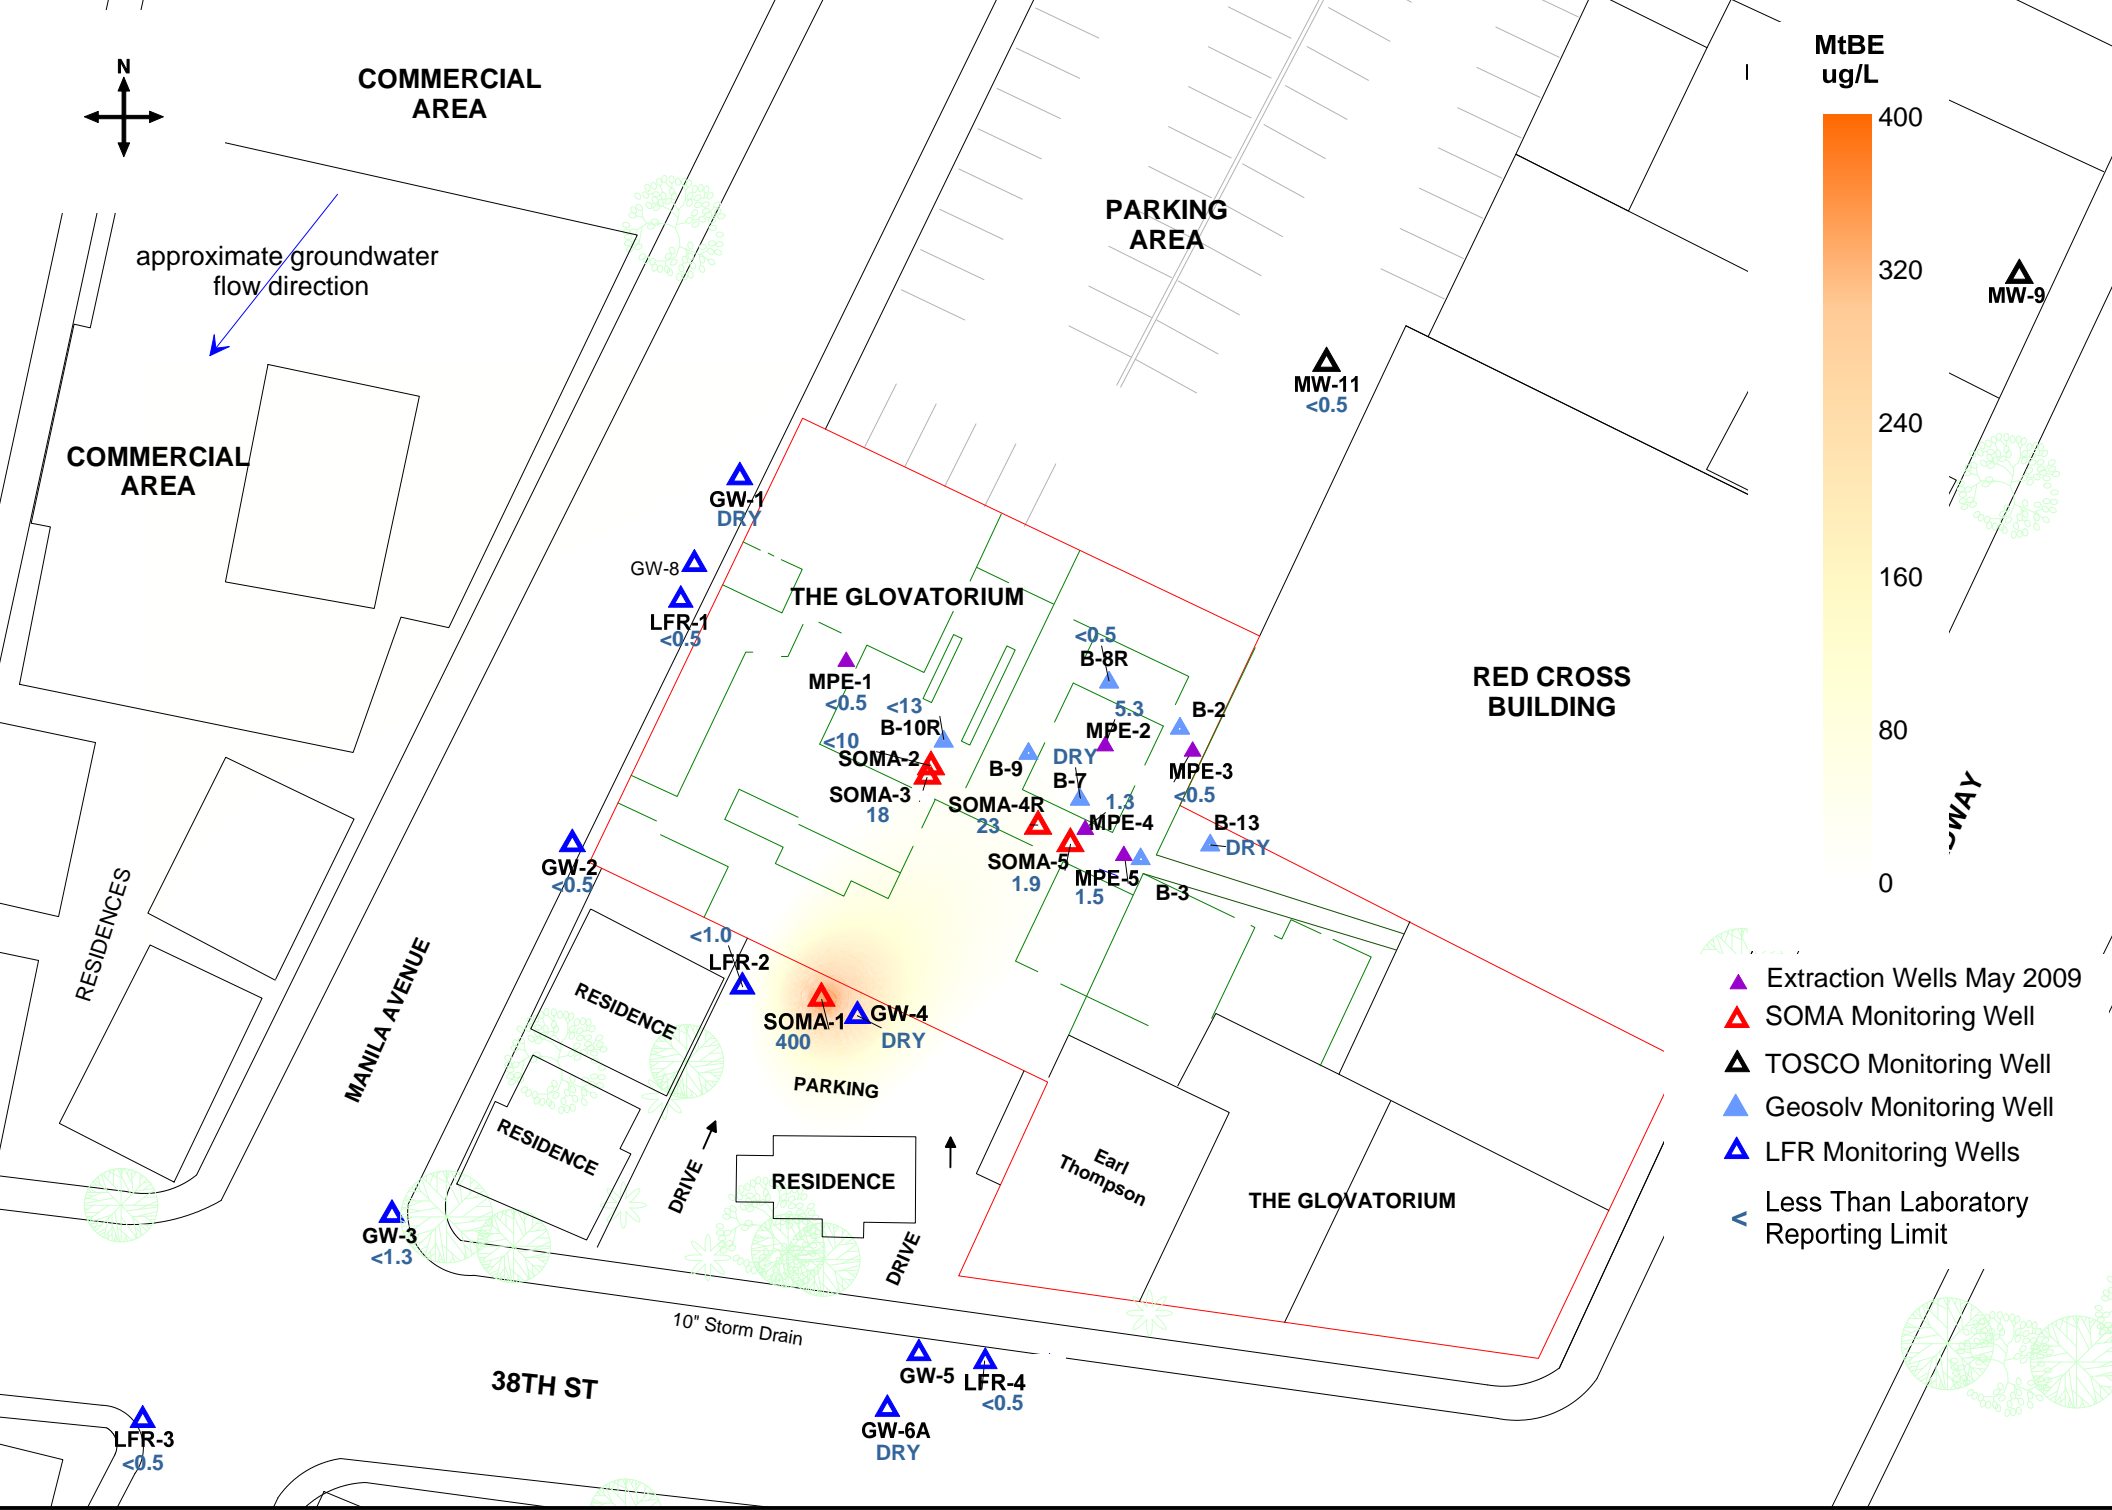 N
COMMERCIAL
AREA
approximate groundwater
flow direction
COMMERCIAL
AREA
PARKING
AREA
MtBE
ug/L
400
320
240
160
80
0
MW-9
MW-11
<0.5
GW-1
DRY
GW-8
LFR-1
<0.5
THE GLOVATORIUM
RED CROSS
BUILDING
MPE-1
<0.5
<13
B-10R
<10
SOMA-2
SOMA-3
18
<0.5
B-8R
5.3
MPE-2
B-2
B-9
DRY
B-7
MPE-3
<0.5
SOMA-4R
23
1.3
MPE-4
B-13
DRY
SOMA-5
1.9
MPE-5
1.5
B-3
GW-2
<0.5
RESIDENCES
MANILA AVENUE
<1.0
LFR-2
RESIDENCE
SOMA-1
400
GW-4
DRY
PARKING
RESIDENCE
DRIVE
RESIDENCE
DRIVE
Earl
Thompson
THE GLOVATORIUM
GW-3
<1.3
10" Storm Drain
38TH ST
GW-5
LFR-4
<0.5
GW-6A
DRY
LFR-3
<0.5
WAY
Extraction Wells May 2009
SOMA Monitoring Well
TOSCO Monitoring Well
Geosolv Monitoring Well
LFR Monitoring Wells
< Less Than Laboratory
Reporting Limit